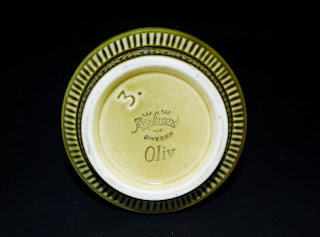 3.
Rörstrand
SWEDEN
Oliv